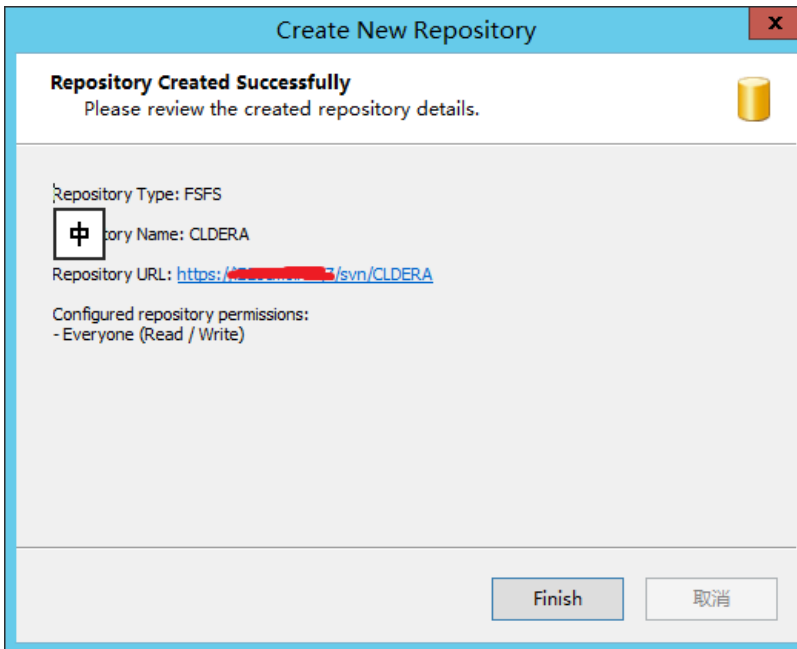 Create New Repository
x
Repository Created Successfully
Please review the created repository details.
Repository Type: FSFS
中
tory Name: CLDERA
Repository URL: https:/ /svn/CLDERA
Configured repository permissions:
- Everyone (Read / Write)
Finish
取消